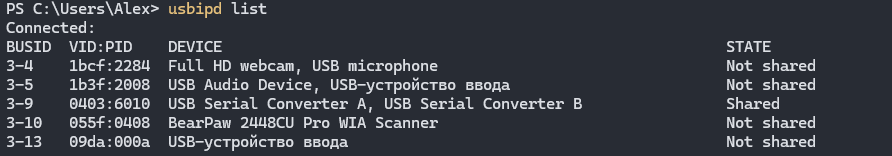 PS C:\Users\Alex> usbipd list
Connected:
BUSID  VID:PID    DEVICE                                                        STATE
3-4    1bcf:2284  Full HD webcam, USB microphone                                Not shared
3-5    1b3f:2008  USB Audio Device, USB-устройство ввода                        Not shared
3-9    0403:6010  USB Serial Converter A, USB Serial Converter B                Shared
3-10   055f:0408  BearPaw 2448CU Pro WIA Scanner                                Not shared
3-13   09da:000a  USB-устройство ввода                                          Not shared